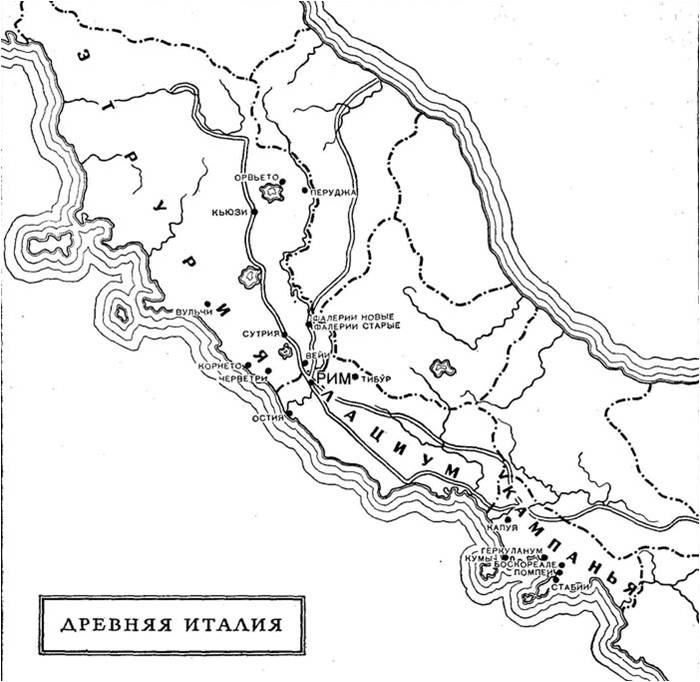 ЭТРУРИЯ
ОРВЬЕТО
ПЕРУДЖА
КЬЮЗИ
ВУЛЬЧИ
ФАЛЕРИИ НОВЫЕ
ФАЛЕРИИ СТАРЫЕ
СУТРИЯ
ВЕЙИ
КОРНЕТО
ЧЕРВЕТРИ
РИМ
ТИБУР
ОСТИЯ
ЛАЦИУМ
КАМПАНЬЯ
КАПУЯ
ГЕРКУЛАНУМ
КУМЫ
БОСКОРЕАЛЕ
ПОМПЕИ
СТАБИИ
ДРЕВНЯЯ ИТАЛИЯ